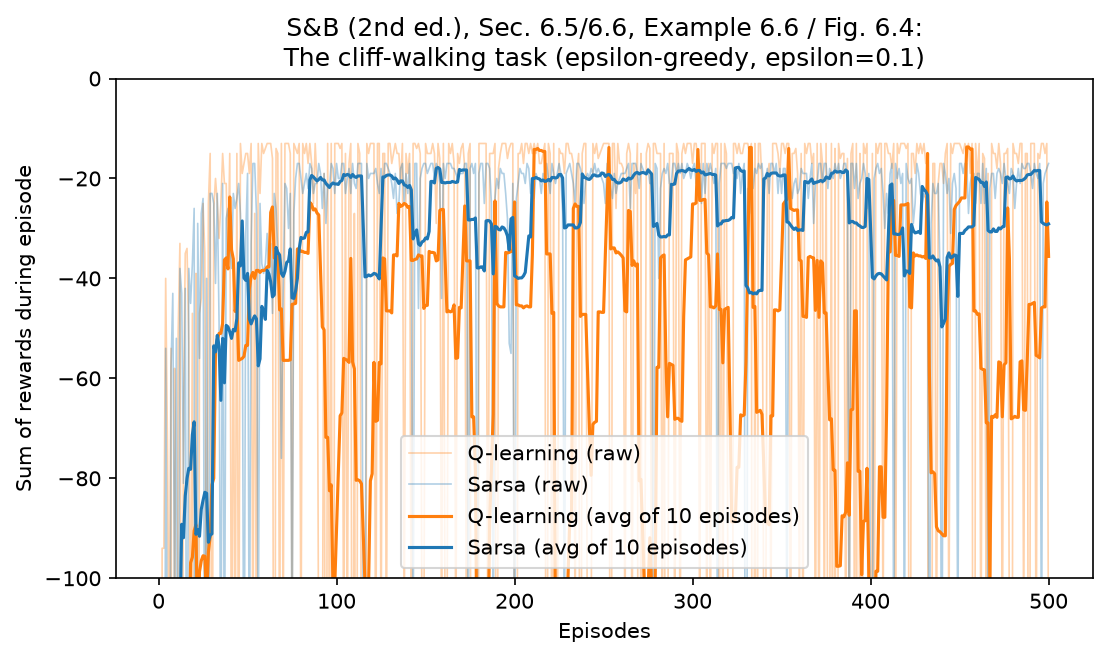 S&B (2nd ed.), Sec. 6.5/6.6, Example 6.6 / Fig. 6.4:
The cliff-walking task (epsilon-greedy, epsilon=0.1)
Sum of rewards during episode
0
−20
−40
−60
−80
−100
Q-learning (raw)
Sarsa (raw)
Q-learning (avg of 10 episodes)
Sarsa (avg of 10 episodes)
0 100 200 300 400 500
Episodes